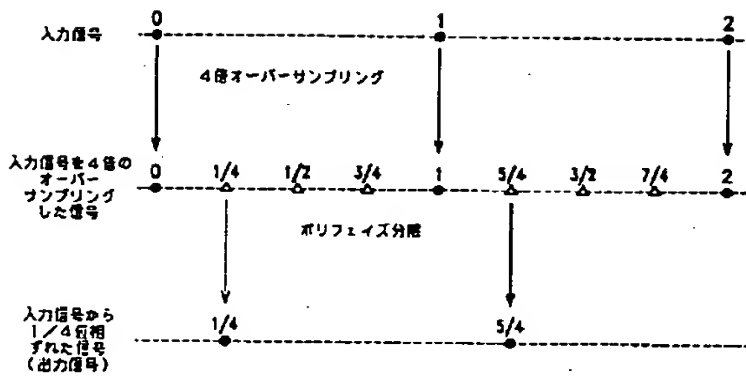 0 1 2
入力信号
4倍オーバーサンプリング
入力信号を4倍の
オーバー
サンプリング
した信号
0 1/4 1/2 3/4 1 5/4 3/2 7/4 2
ポリフェイズ分解
入力信号から
1/4位相
ずれた信号
(出力信号)
1/4 5/4